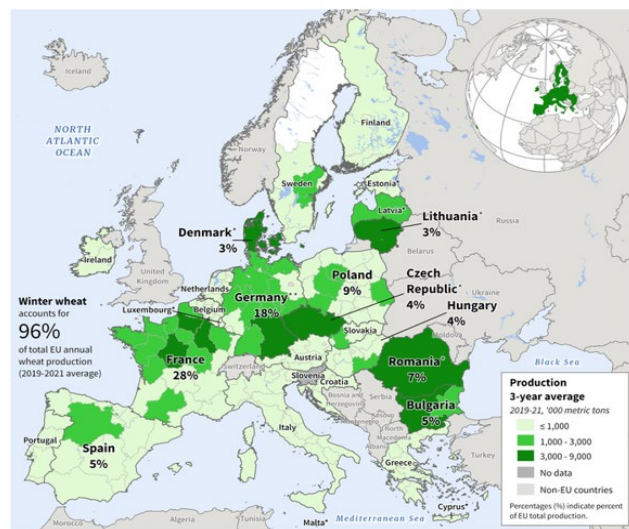 Iceland
NORTH
ATLANTIC
OCEAN
Norway
Finland
Sweden
Estonia*
Russia
Latvia*
Lithuania*
3%
Denmark*
3%
Ireland
United
Kingdom
Netherlands
Belarus
Poland
9%
Czech
Republic*
4%
Germany
18%
Hungary
4%
Ukraine
Winter wheat
accounts for
96%
of total EU annual
wheat production
(2019-2021 average)
Luxembourg*
Belgium
Slovakia
Moldova
Austria
France
28%
Switzerland
Slovenia
Croatia
Romania*
7%
Black Sea
Bosnia and
Herzegovina
Serbia
Bulgaria
5%
Kosovo
North
Macedonia
Albania
Italy
Portugal
Spain
5%
Greece
Turkey
Morocco
Algeria
Tunisia
Malta*
Mediterranean Sea
Cyprus*
Production
3-year average
2019-21, '000 metric tons
≤ 1,000
1,000 - 3,000
3,000 - 9,000
No data
Non-EU countries
Percentages (%) indicate percent
of EU total production.